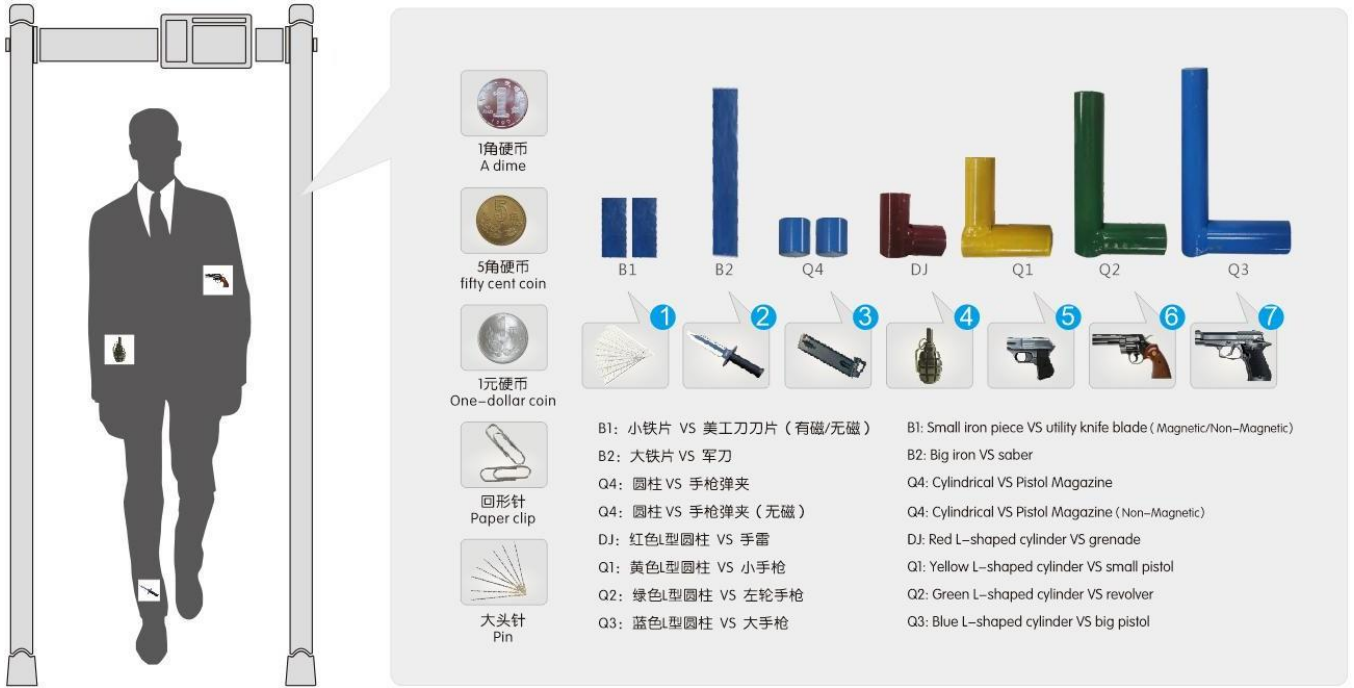 1角硬币
A dime
5角硬币
fifty cent coin
1元硬币
One-dollar coin
回形针
Paper clip
大头针
Pin
B1
B2
Q4
DJ
Q1
Q2
Q3
1
2
3
4
5
6
7
B1: 小铁片 VS 美工刀刀片（有磁/无磁）
B2: 大铁片 VS 军刀
Q4: 圆柱 VS 手枪弹夹
Q4: 圆柱 VS 手枪弹夹（无磁）
DJ: 红色L型圆柱 VS 手雷
Q1: 黄色L型圆柱 VS 小手枪
Q2: 绿色L型圆柱 VS 左轮手枪
Q3: 蓝色L型圆柱 VS 大手枪
B1: Small iron piece VS utility knife blade (Magnetic/Non-Magnetic)
B2: Big iron VS saber
Q4: Cylindrical VS Pistol Magazine
Q4: Cylindrical VS Pistol Magazine (Non-Magnetic)
DJ: Red L-shaped cylinder VS grenade
Q1: Yellow L-shaped cylinder VS small pistol
Q2: Green L-shaped cylinder VS revolver
Q3: Blue L-shaped cylinder VS big pistol